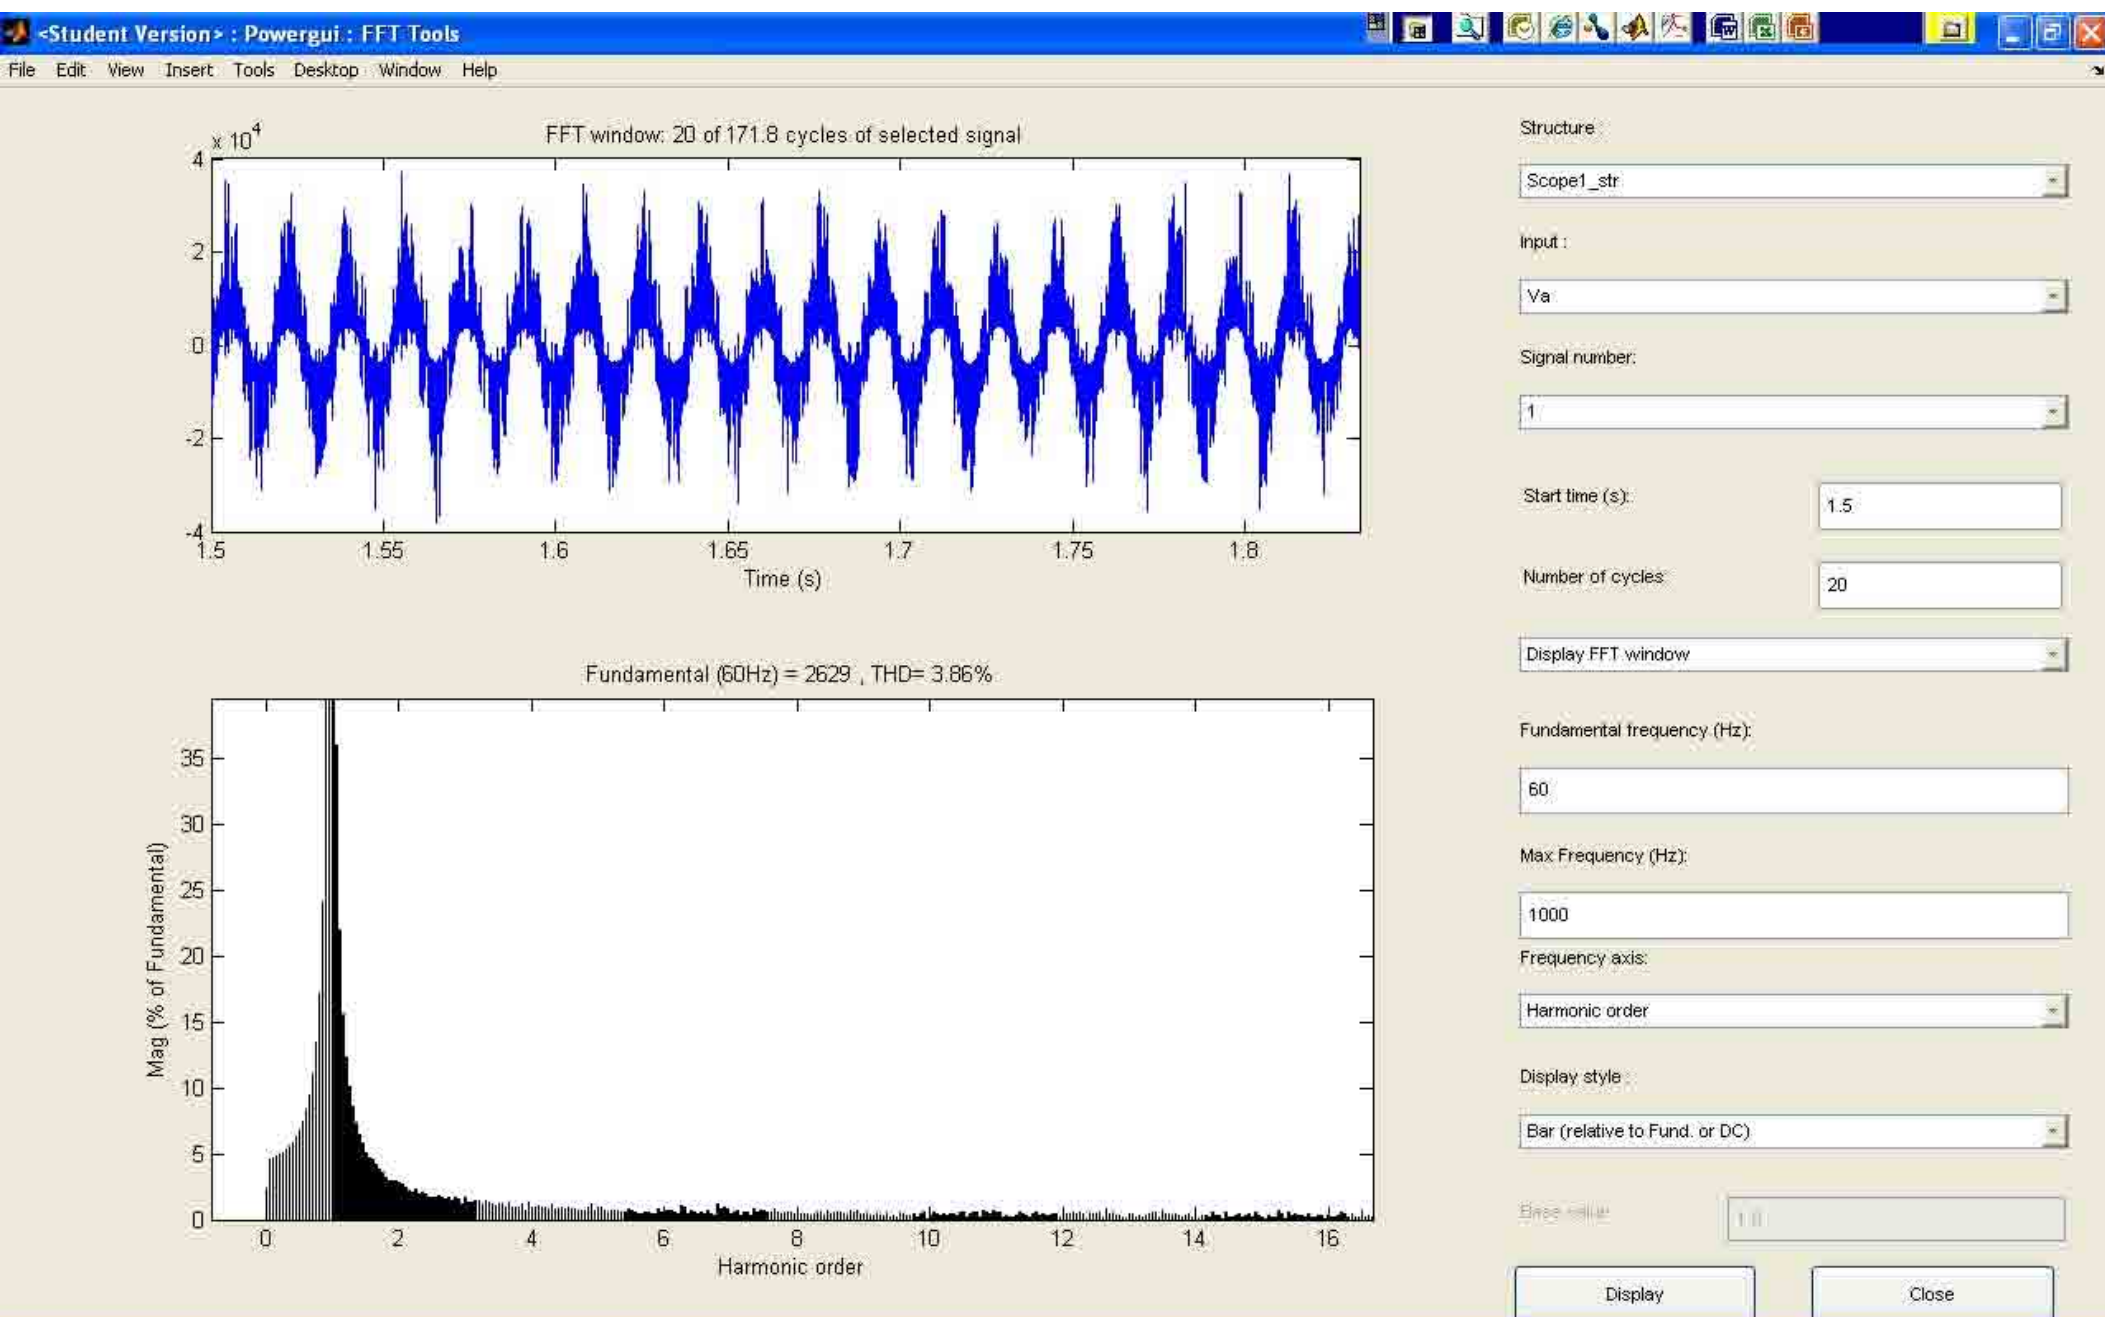 <Student Version> : Powergui : FFT Tools
File Edit View Insert Tools Desktop Window Help
x 10^4
FFT window: 20 of 171.8 cycles of selected signal
4
2
0
-2
-4
1.5 1.55 1.6 1.65 1.7 1.75 1.8
Time (s)
Fundamental (60Hz) = 2629 , THD= 3.86%
Mag (% of Fundamental)
35
30
25
20
15
10
5
0
0 2 4 6 8 10 12 14 16
Harmonic order
Structure :
Scope1_str
Input :
Va
Signal number:
1
Start time (s):
1.5
Number of cycles:
20
Display FFT window
Fundamental frequency (Hz):
60
Max Frequency (Hz):
1000
Frequency axis:
Harmonic order
Display style :
Bar (relative to Fund. or DC)
Base value:
1.0
Display
Close